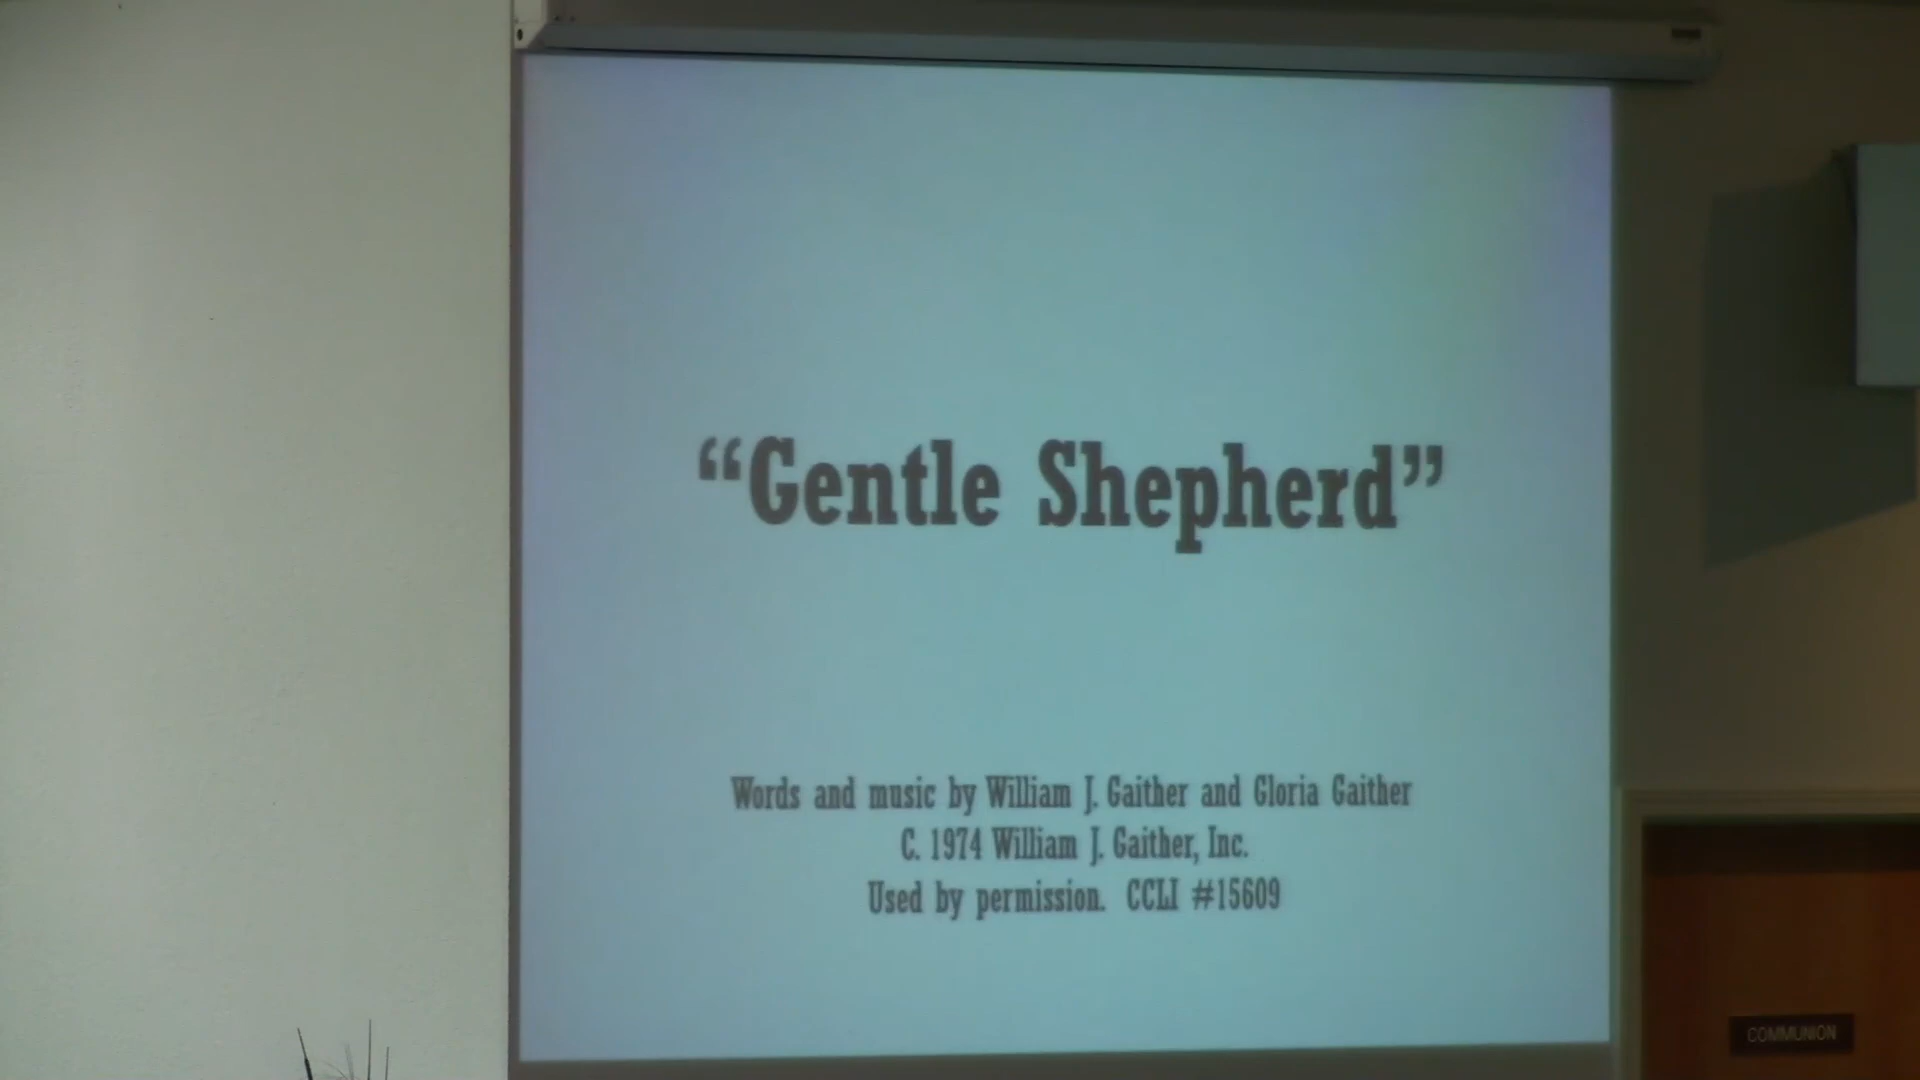 “Gentle Shepherd”
Words and music by William J. Gaither and Gloria Gaither
C. 1974 William J. Gaither, Inc.
Used by permission. CCLI #15609
COMMUNION